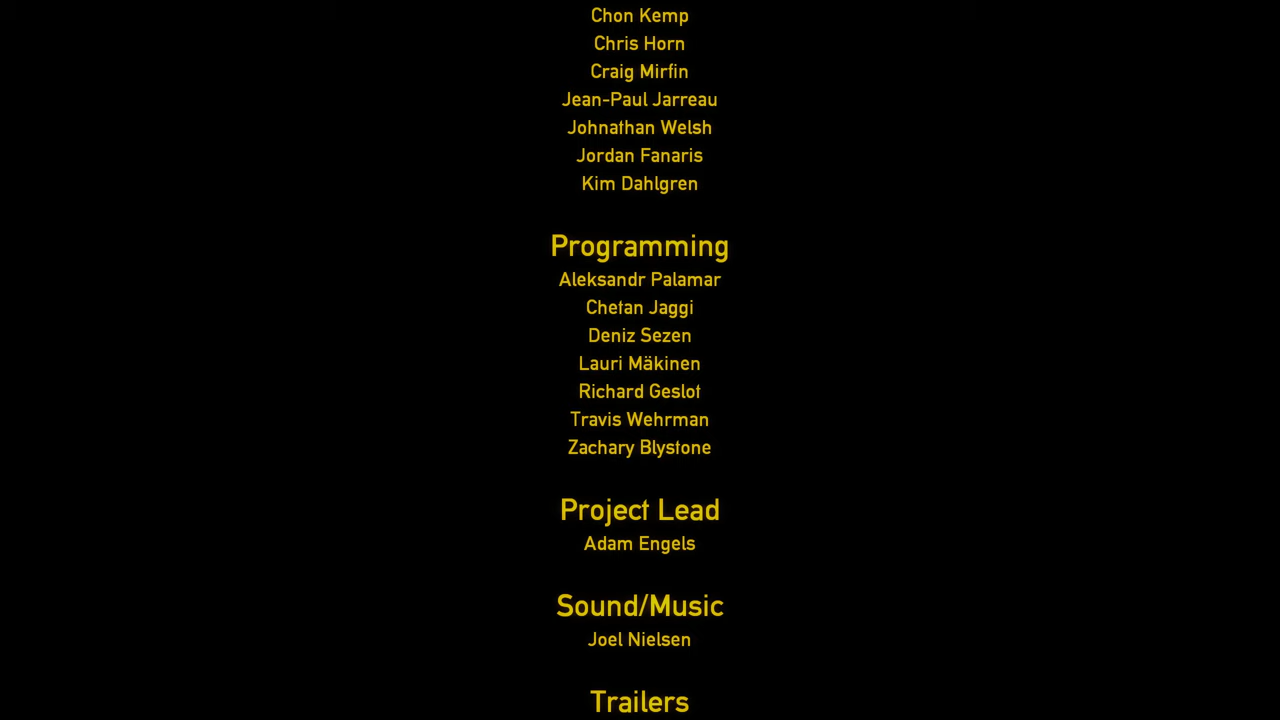 Chon Kemp
Chris Horn
Craig Mirfin
Jean-Paul Jarreau
Johnathan Welsh
Jordan Fanaris
Kim Dahlgren
Programming
Aleksandr Palamar
Chetan Jaggi
Deniz Sezen
Lauri Mäkinen
Richard Geslot
Travis Wehrman
Zachary Blystone
Project Lead
Adam Engels
Sound/Music
Joel Nielsen
Trailers